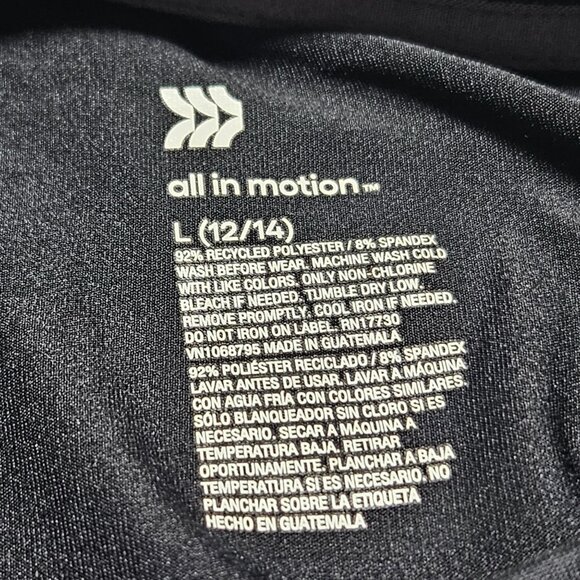 all in motion™
L (12/14)
92% RECYCLED POLYESTER / 8% SPANDEX
WASH BEFORE WEAR. MACHINE WASH COLD
WITH LIKE COLORS. ONLY NON-CHLORINE
BLEACH IF NEEDED. TUMBLE DRY LOW.
REMOVE PROMPTLY. COOL IRON IF NEEDED.
DO NOT IRON ON LABEL. RN17730
VN1068795 MADE IN GUATEMALA
92% POLIÉSTER RECICLADO / 8% SPANDEX
LAVAR ANTES DE USAR. LAVAR A MÁQUINA
CON AGUA FRÍA CON COLORES SIMILARES.
SÓLO BLANQUEADOR SIN CLORO SI ES
NECESARIO. SECAR A MÁQUINA A
TEMPERATURA BAJA. RETIRAR
OPORTUNAMENTE. PLANCHAR A BAJA
TEMPERATURA SI ES NECESARIO. NO
PLANCHAR SOBRE LA ETIQUETA
HECHO EN GUATEMALA